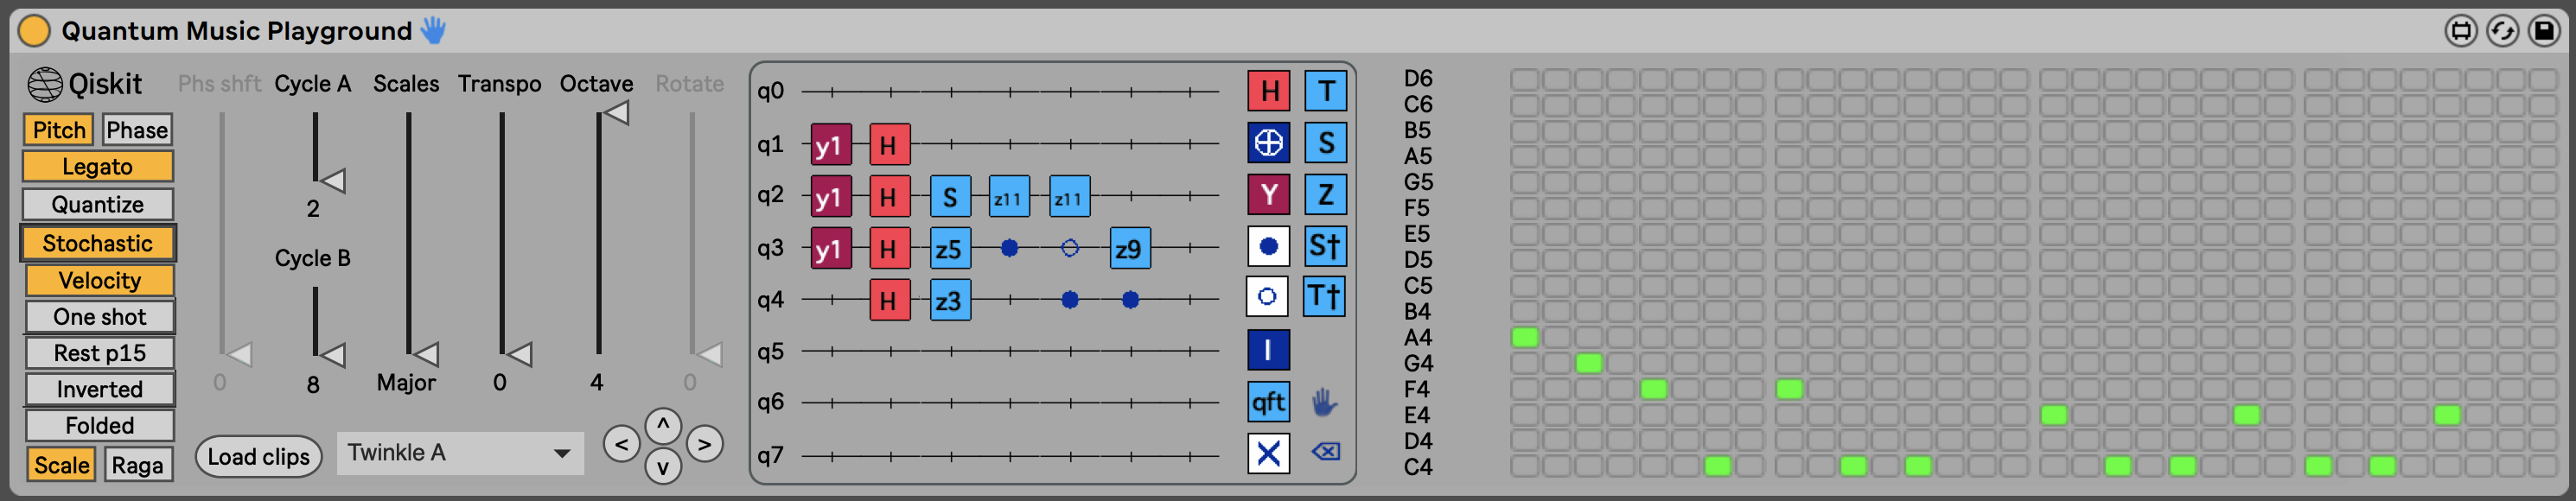 Quantum Music Playground
Qiskit
Phs shft Cycle A Scales Transpo Octave Rotate
Pitch Phase
Legato
Quantize
Stochastic
Velocity
One shot
Rest p15
Inverted
Folded
Scale Raga
2
Cycle B
0 8 Major 0 4 0
Load clips Twinkle A < ^ v >
q0 H T
q1 y1 H S
q2 y1 H S z11 z11 Y Z
q3 y1 H z5 z9 S†
q4 H z3 T†
q5 I
q6 qft
q7 X
D6
C6
B5
A5
G5
F5
E5
D5
C5
B4
A4
G4
F4
E4
D4
C4